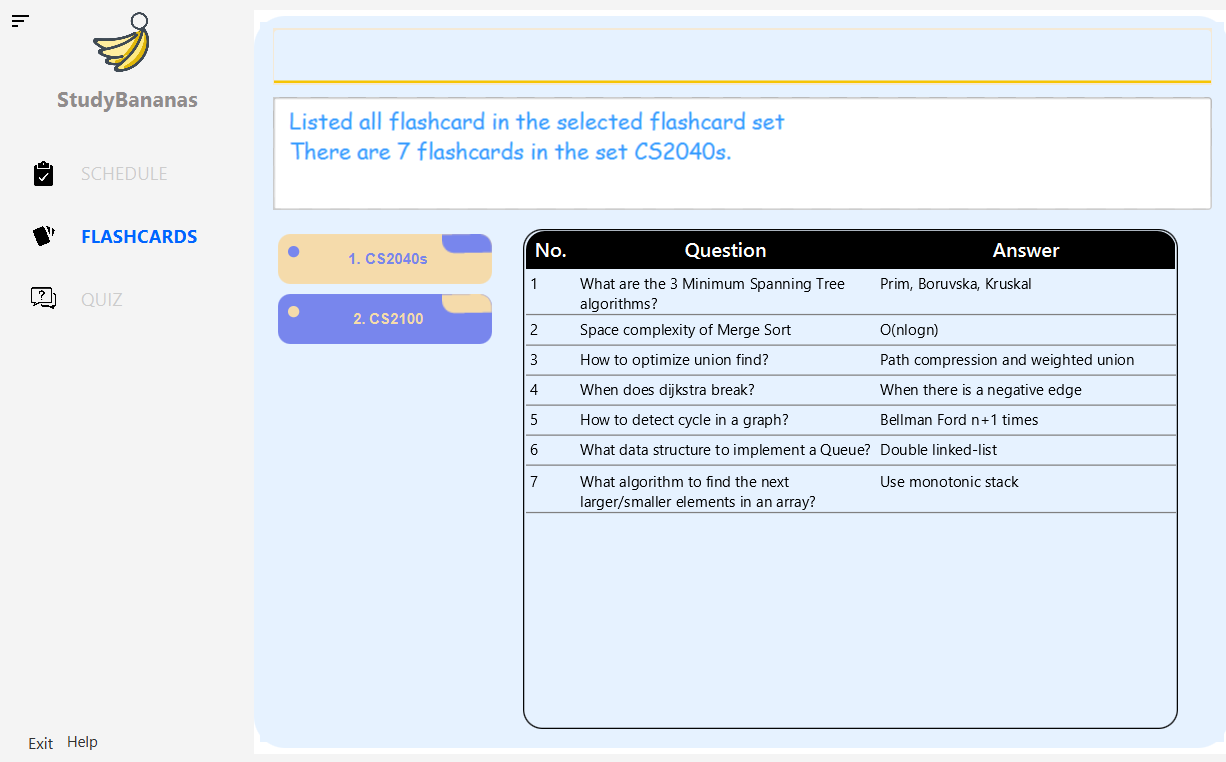 StudyBananas
SCHEDULE
FLASHCARDS
QUIZ
Exit Help
Listed all flashcard in the selected flashcard set
There are 7 flashcards in the set CS2040s.
1. CS2040s
2. CS2100
No. Question Answer
1 What are the 3 Minimum Spanning Tree Prim, Boruvska, Kruskal
algorithms?
2 Space complexity of Merge Sort O(nlogn)
3 How to optimize union find? Path compression and weighted union
4 When does dijkstra break? When there is a negative edge
5 How to detect cycle in a graph? Bellman Ford n+1 times
6 What data structure to implement a Queue? Double linked-list
7 What algorithm to find the next Use monotonic stack
larger/smaller elements in an array?